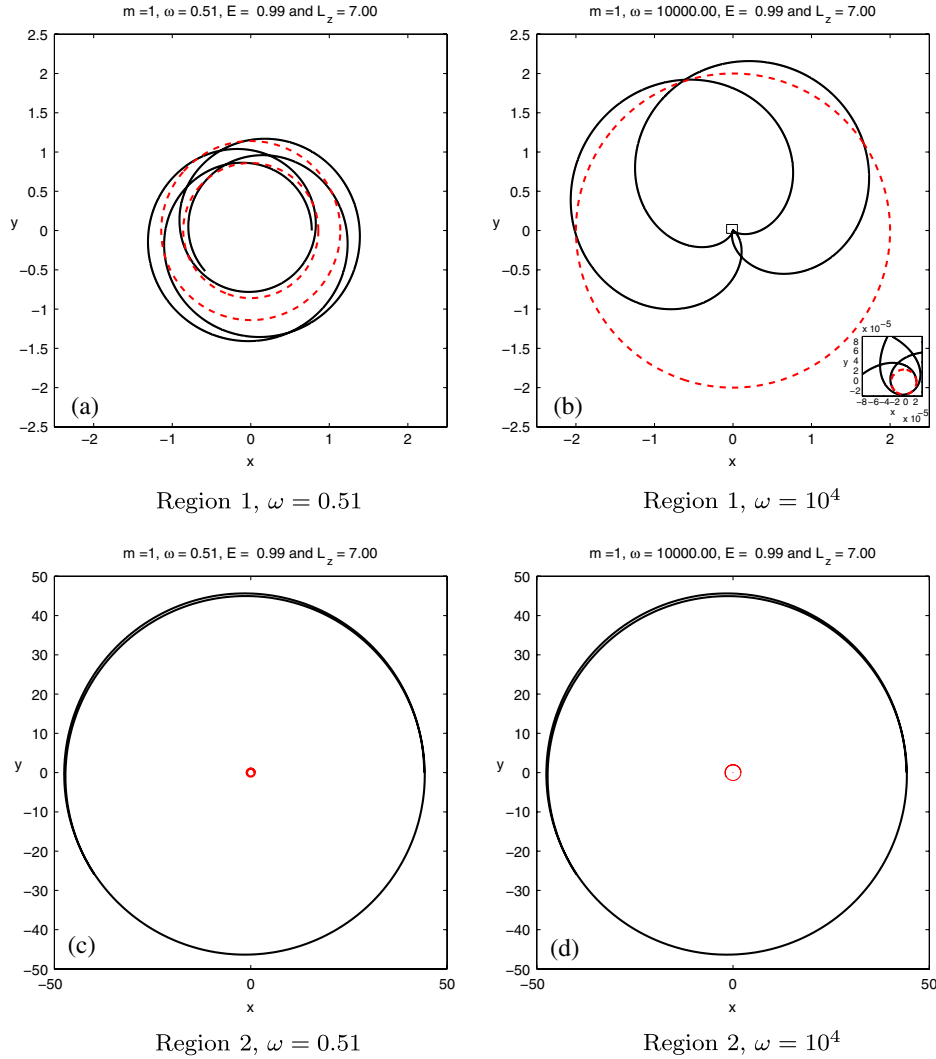 m =1, ω = 0.51, E = 0.99 and L_z = 7.00
2.5
2
1.5
1
0.5
y 0
−0.5
−1
−1.5
−2
−2.5
(a)
−2 −1 0 1 2
x
Region 1, ω = 0.51
m =1, ω = 10000.00, E = 0.99 and L_z = 7.00
2.5
2
1.5
1
0.5
y 0
−0.5
−1
−1.5
−2
−2.5
(b)
x 10^−5
8
6
4
y 2
0
−2
−8 −6 −4 −2 0 2
x
x 10^−5
−2 −1 0 1 2
x
Region 1, ω = 10^4
m =1, ω = 0.51, E = 0.99 and L_z = 7.00
50
40
30
20
10
y 0
−10
−20
−30
−40
−50
(c)
−50 0 50
x
Region 2, ω = 0.51
m =1, ω = 10000.00, E = 0.99 and L_z = 7.00
50
40
30
20
10
y 0
−10
−20
−30
−40
−50
(d)
−50 0 50
x
Region 2, ω = 10^4